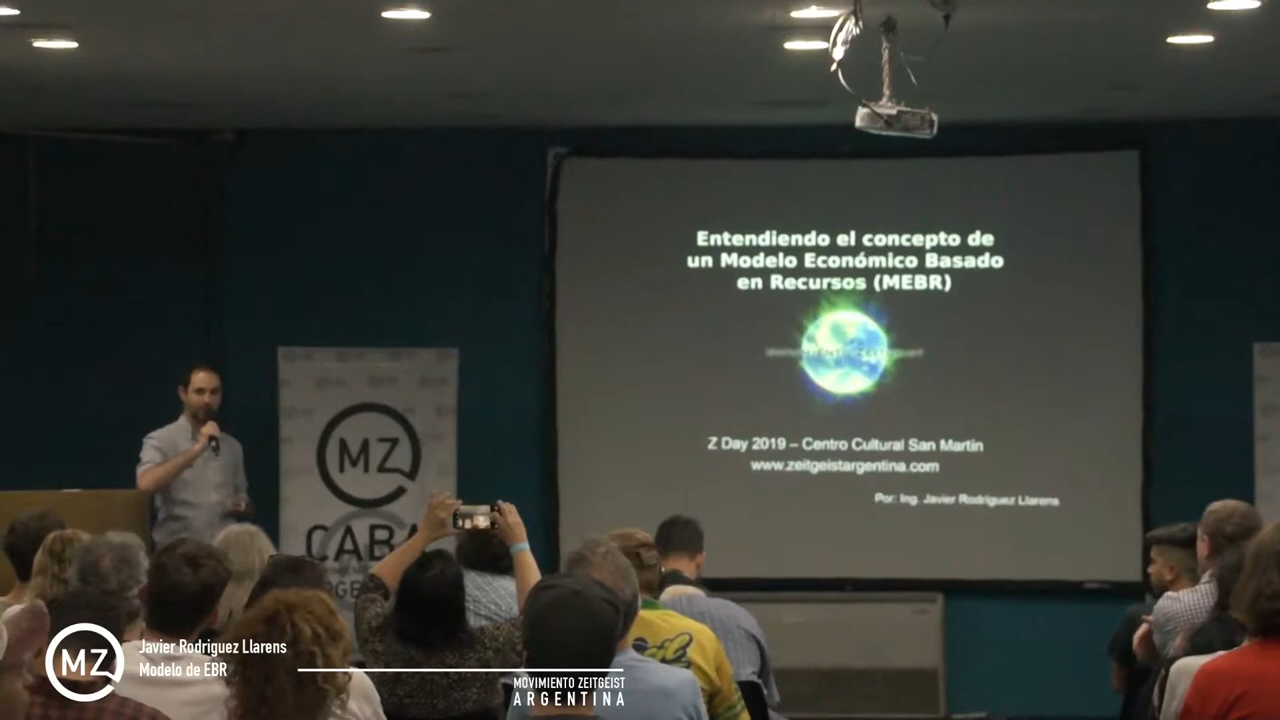 Entendiendo el concepto de
un Modelo Económico Basado
en Recursos (MEBR)
Z Day 2019 – Centro Cultural San Martín
www.zeitgeistargentina.com
Por: Ing. Javier Rodriguez Llarens
MZ
CABA
MZ
Javier Rodriguez Llarens
Modelo de EBR
MOVIMIENTO ZEITGEIST
ARGENTINA